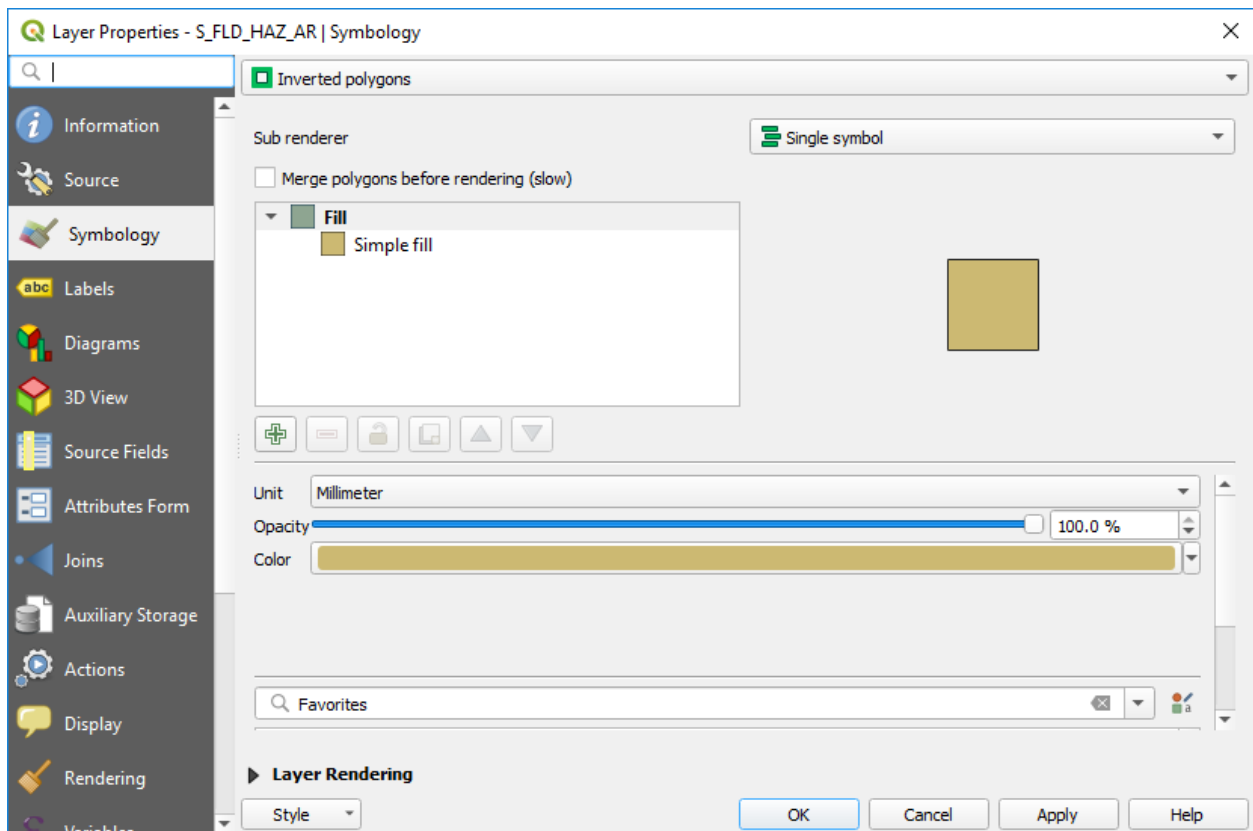 Layer Properties - S_FLD_HAZ_AR | Symbology
Inverted polygons
Information
Source
Symbology
abc Labels
Diagrams
3D View
Source Fields
Attributes Form
Joins
Auxiliary Storage
Actions
Display
Rendering
Variables
Sub renderer
Single symbol
Merge polygons before rendering (slow)
Fill
Simple fill
Unit Millimeter
Opacity 100.0 %
Color
Favorites
a
Layer Rendering
Style
OK
Cancel
Apply
Help